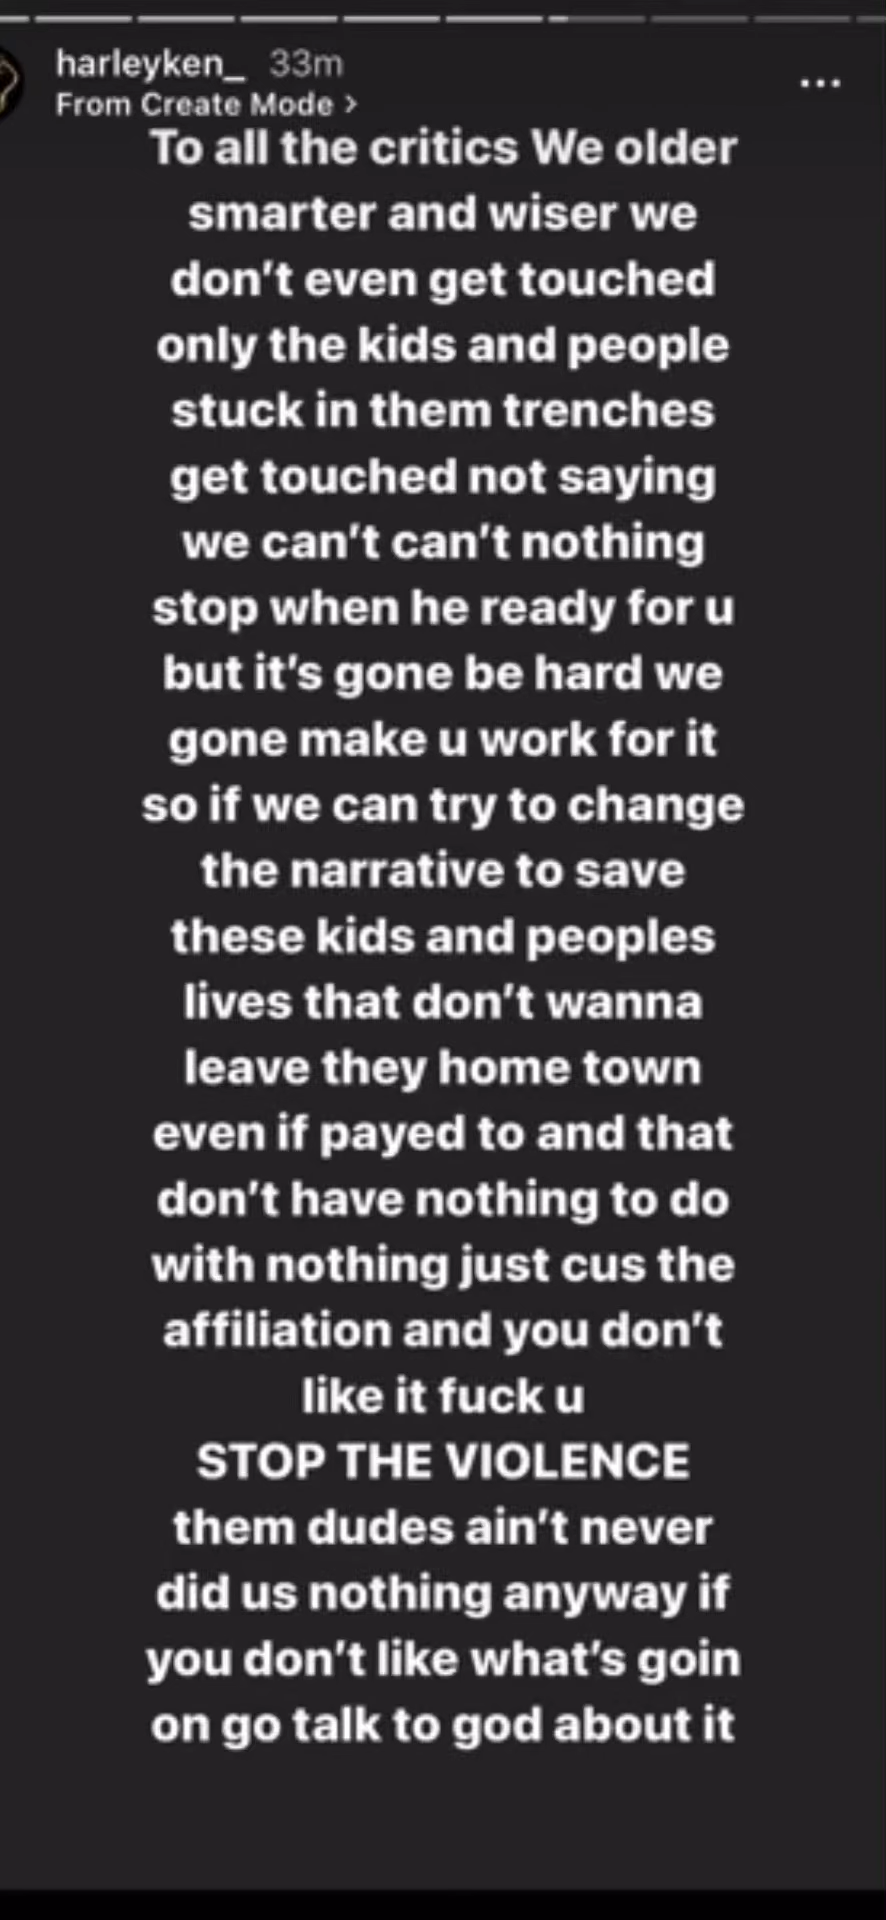 harleyken_ 33m
From Create Mode >
To all the critics We older
smarter and wiser we
don't even get touched
only the kids and people
stuck in them trenches
get touched not saying
we can't can't nothing
stop when he ready for u
but it's gone be hard we
gone make u work for it
so if we can try to change
the narrative to save
these kids and peoples
lives that don't wanna
leave they home town
even if payed to and that
don't have nothing to do
with nothing just cus the
affiliation and you don't
like it fuck u
STOP THE VIOLENCE
them dudes ain't never
did us nothing anyway if
you don't like what's goin
on go talk to god about it